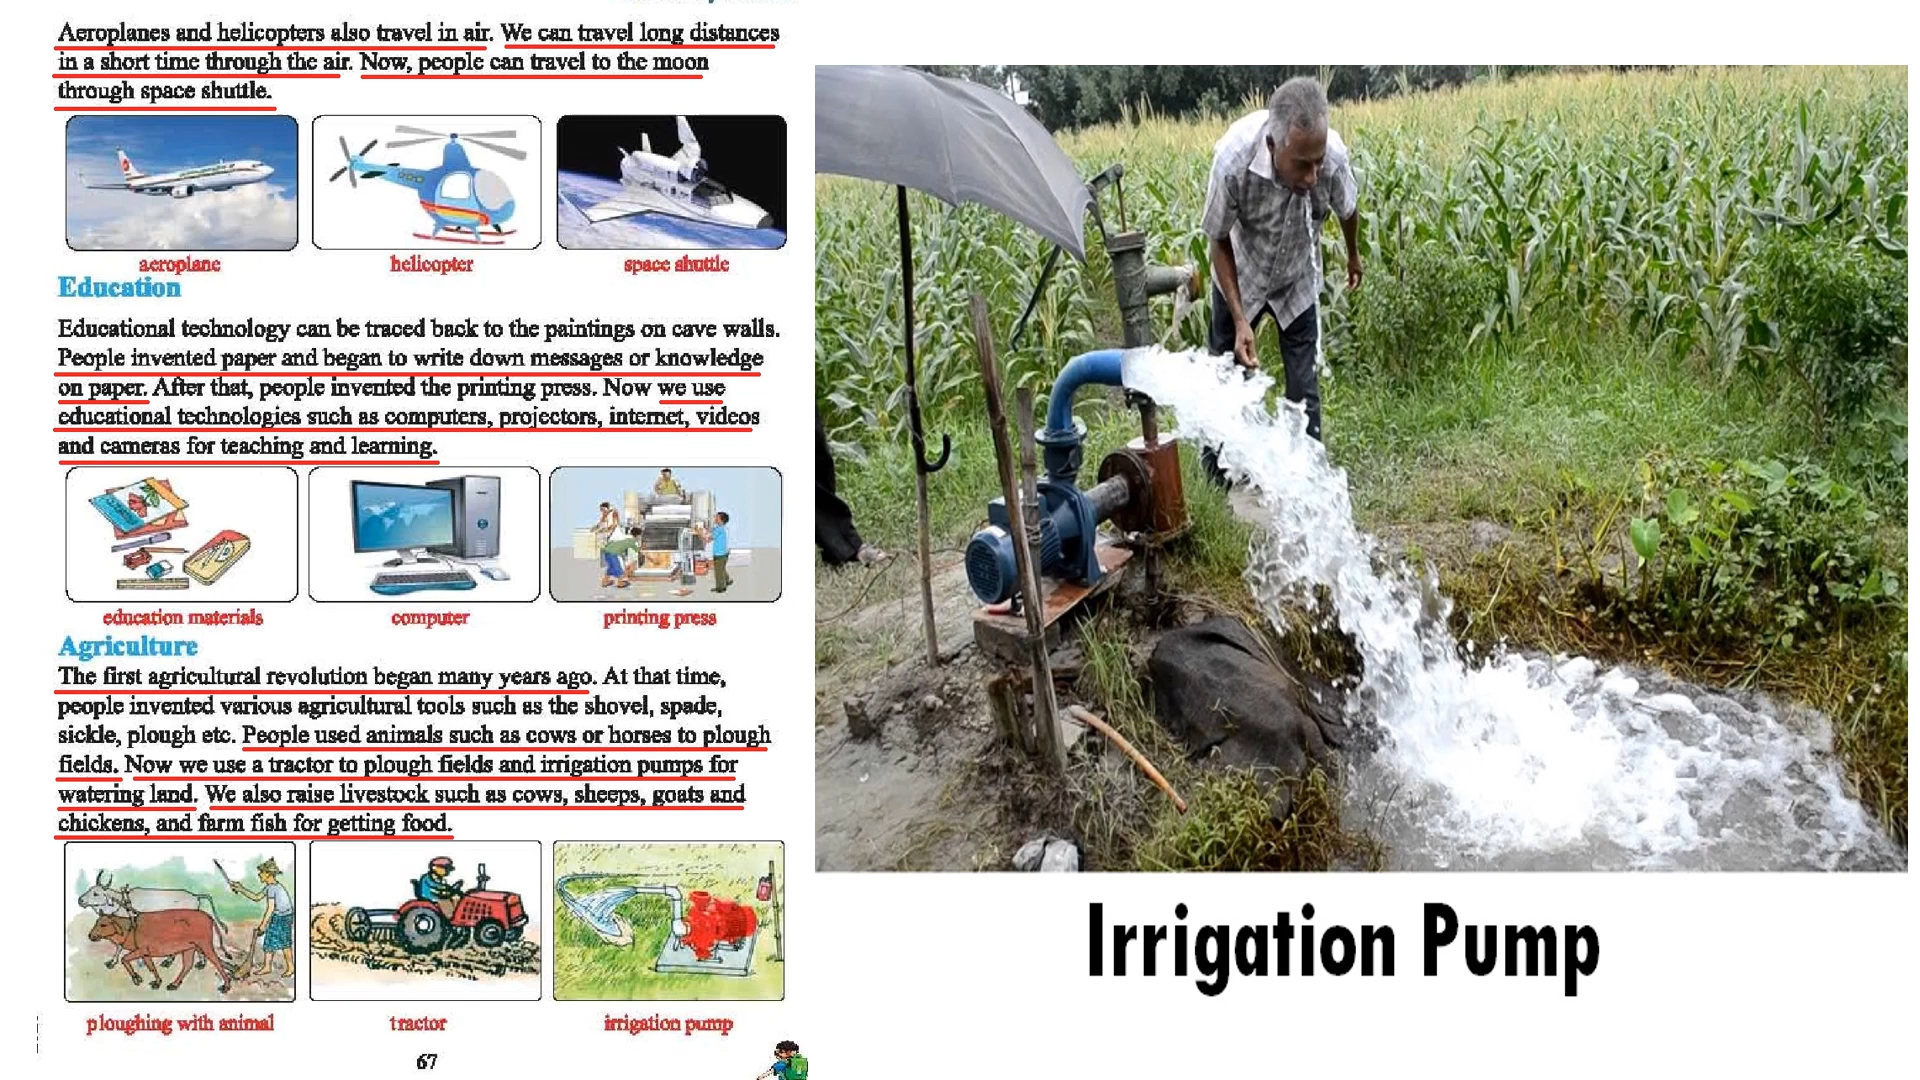 Aeroplanes and helicopters also travel in air. We can travel long distances
in a short time through the air. Now, people can travel to the moon
through space shuttle.
aeroplane
helicopter
space shuttle
Education
Educational technology can be traced back to the paintings on cave walls.
People invented paper and began to write down messages or knowledge
on paper. After that, people invented the printing press. Now we use
educational technologies such as computers, projectors, internet, videos
and cameras for teaching and learning.
education materials
computer
printing press
Agriculture
The first agricultural revolution began many years ago. At that time,
people invented various agricultural tools such as the shovel, spade,
sickle, plough etc. People used animals such as cows or horses to plough
fields. Now we use a tractor to plough fields and irrigation pumps for
watering land. We also raise livestock such as cows, sheeps, goats and
chickens, and farm fish for getting food.
ploughing with animal
tractor
irrigation pump
67
Irrigation Pump